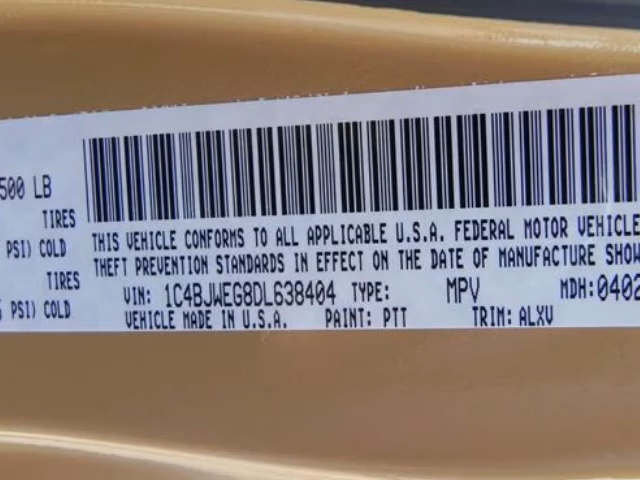 500 LB
TIRES
PSI) COLD
TIRES
PSI) COLD
THIS VEHICLE CONFORMS TO ALL APPLICABLE U.S.A. FEDERAL MOTOR VEHICLE
THEFT PREVENTION STANDARDS IN EFFECT ON THE DATE OF MANUFACTURE SHOW
VIN: 1C4BJWEG8DL638404 TYPE: MPV MDH:0402
VEHICLE MADE IN U.S.A. PAINT: PTT TRIM: ALXV